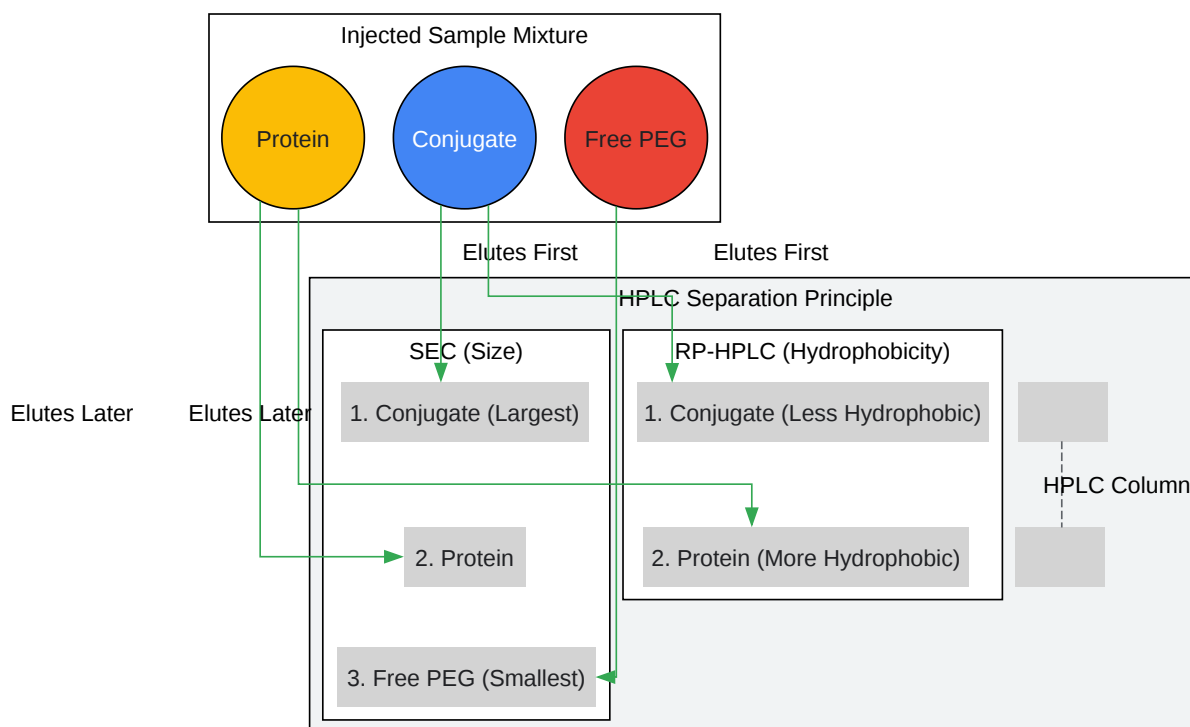 Injected Sample Mixture
Protein
Conjugate
Free PEG
Elutes First
Elutes First
HPLC Separation Principle
SEC (Size)
RP-HPLC (Hydrophobicity)
Elutes Later
Elutes Later
1. Conjugate (Largest)
1. Conjugate (Less Hydrophobic)
HPLC Column
2. Protein
2. Protein (More Hydrophobic)
3. Free PEG (Smallest)